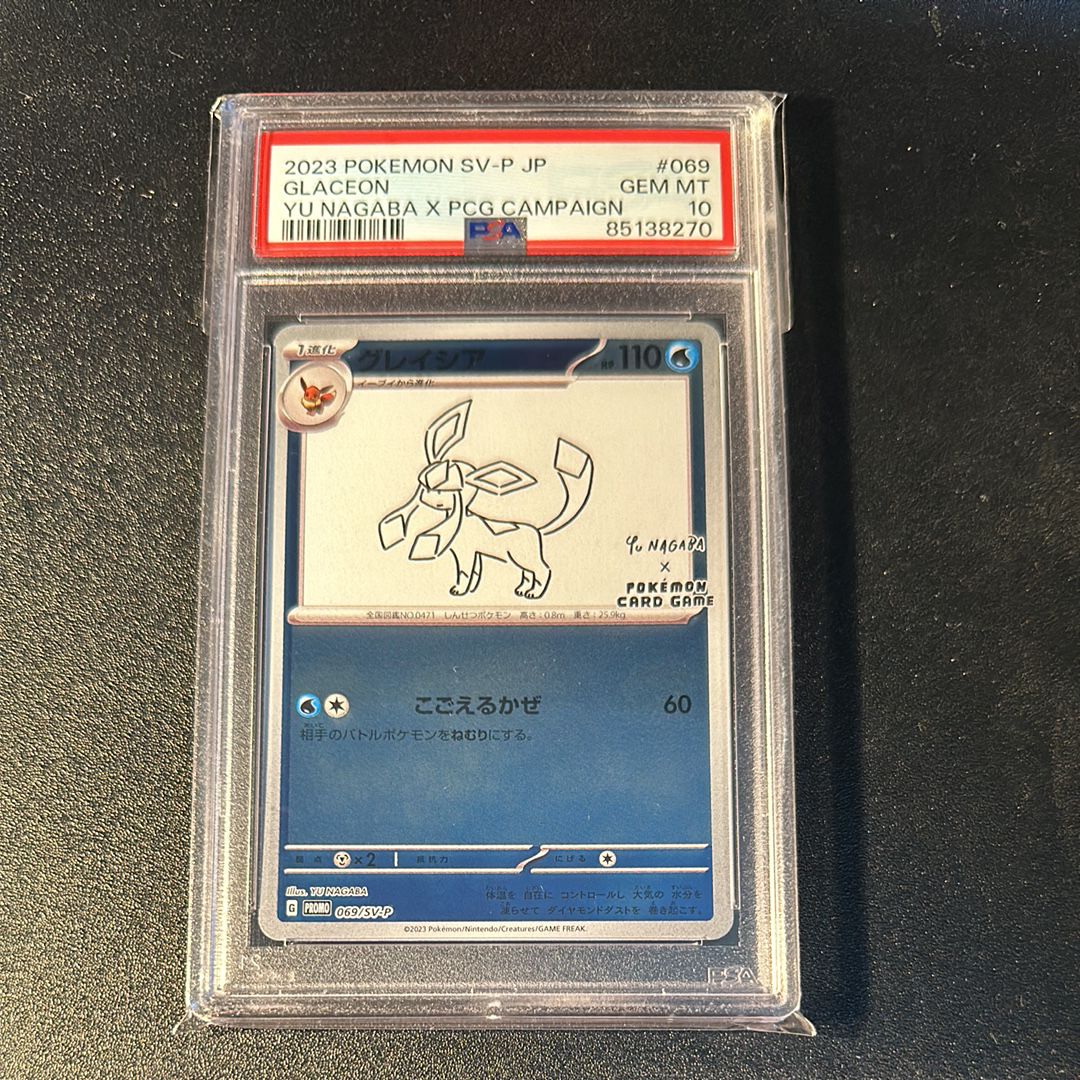 2023 POKEMON SV-P JP #069
GLACEON GEM MT
YU NAGABA X PCG CAMPAIGN 10
PSA 85138270
1進化 グレイシア HP 110
イーブイから進化
Yu NAGABA
×
POKÉMON
CARD GAME
全国図鑑NO.0471 しんせつポケモン 高さ:0.8m 重さ:25.9kg
こごえるかぜ 60
相手のバトルポケモンをねむりにする。
弱点 ×2 抵抗力 にげる
Illus. YU NAGABA
体温を 自在に コントロールし 大気の 水分を
凍らせて ダイヤモンドダストを 巻き起こす。
G PROMO 069/SV-P
©2023 Pokémon/Nintendo/Creatures/GAME FREAK.
PSA